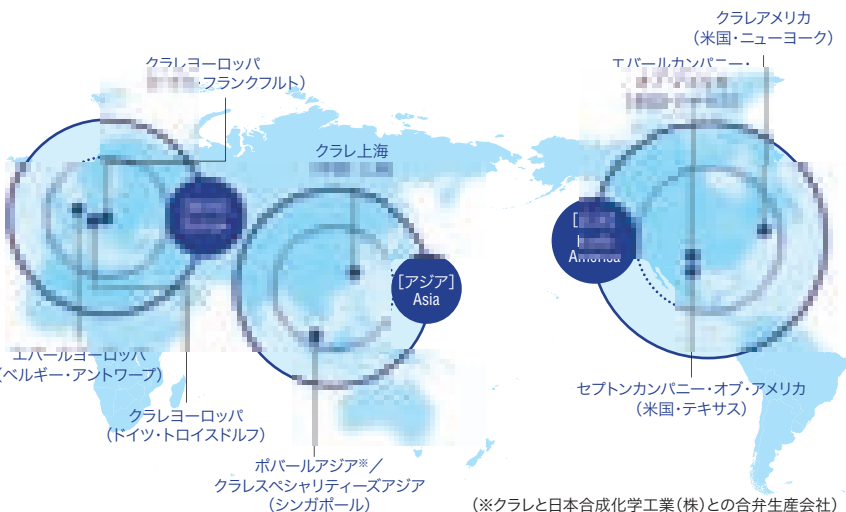 クラレアメリカ
(米国・ニューヨーク)
クラレヨーロッパ
・フランクフルト)
エバールカンパニー・
クラレ上海
[アジア]
Asia
America
エバールヨーロッパ
(ベルギー・アントワープ)
クラレヨーロッパ
(ドイツ・トロイスドルフ)
セプトンカンパニー・オブ・アメリカ
(米国・テキサス)
ポバールアジア※/
クラレスペシャリティーズアジア
(シンガポール)
(※クラレと日本合成化学工業(株)との合弁生産会社)